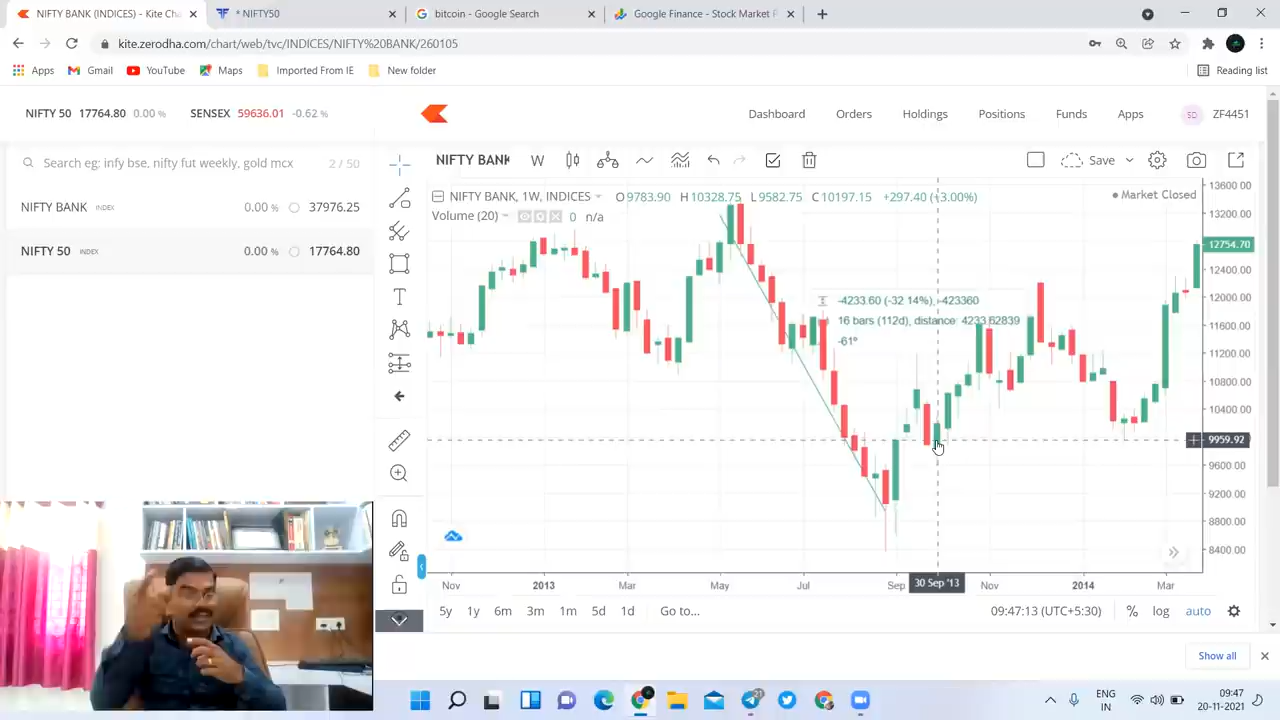 NIFTY BANK (INDICES) - Kite Cha
* NIFTY50
bitcoin - Google Search
Google Finance - Stock Market P
kite.zerodha.com/chart/web/tvc/INDICES/NIFTY%20BANK/260105
Apps
Gmail
YouTube
Maps
Imported From IE
New folder
Reading list
NIFTY 50 17764.80 0.00 %
SENSEX 59636.01 -0.62 %
Dashboard
Orders
Holdings
Positions
Funds
Apps
SD
ZF4451
Search eg: infy bse, nifty fut weekly, gold mcx
2 / 50
NIFTY BANK INDEX 0.00 % 37976.25
NIFTY 50 INDEX 0.00 % 17764.80
NIFTY BANK
W
Save
NIFTY BANK, 1W, INDICES O9783.90 H10328.75 L9582.75 C10197.15 +297.40 (+3.00%)
Market Closed
Volume (20) 0 n/a
-4233.60 (-32.14%), -423360
16 bars (112d), distance: 4233.62839
-61°
13600.00
13200.00
12754.70
12400.00
12000.00
11600.00
11200.00
10800.00
10400.00
9959.92
9600.00
9200.00
8800.00
8400.00
Nov
2013
Mar
May
Jul
Sep
30 Sep '13
Nov
2014
Mar
5y
1y
6m
3m
1m
5d
1d
Go to...
09:47:13 (UTC+5:30)
%
log
auto
Show all
ENG
IN
09:47
20-11-2021